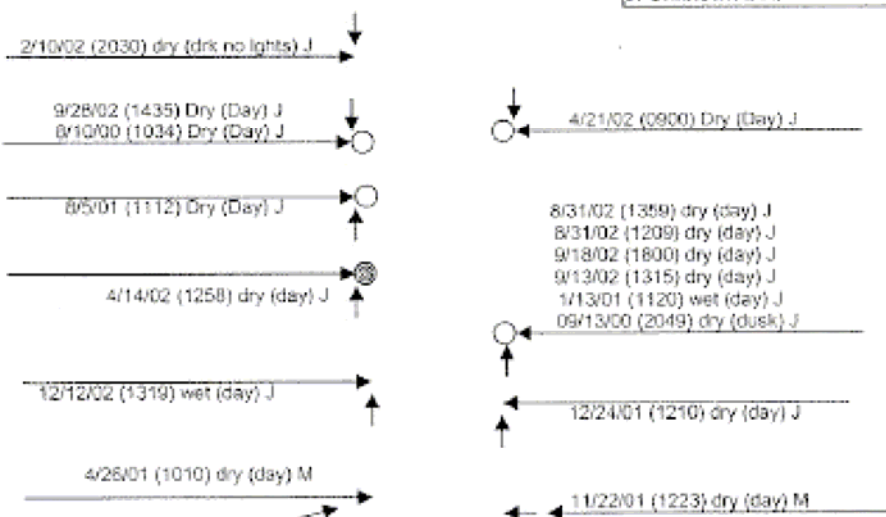 2/10/02 (2030) dry (drk no lghts) J
9/28/02 (1435) Dry (Day) J
8/10/00 (1034) Dry (Day) J
4/21/02 (0900) Dry (Day) J
8/5/01 (1112) Dry (Day) J
8/31/02 (1359) dry (day) J
8/31/02 (1209) dry (day) J
9/18/02 (1800) dry (day) J
9/13/02 (1315) dry (day) J
1/13/01 (1120) wet (day) J
09/13/00 (2049) dry (dusk) J
4/14/02 (1258) dry (day) J
12/12/02 (1319) wet (day) J
12/24/01 (1210) dry (day) J
4/26/01 (1010) dry (day) M
11/22/01 (1223) dry (day) M